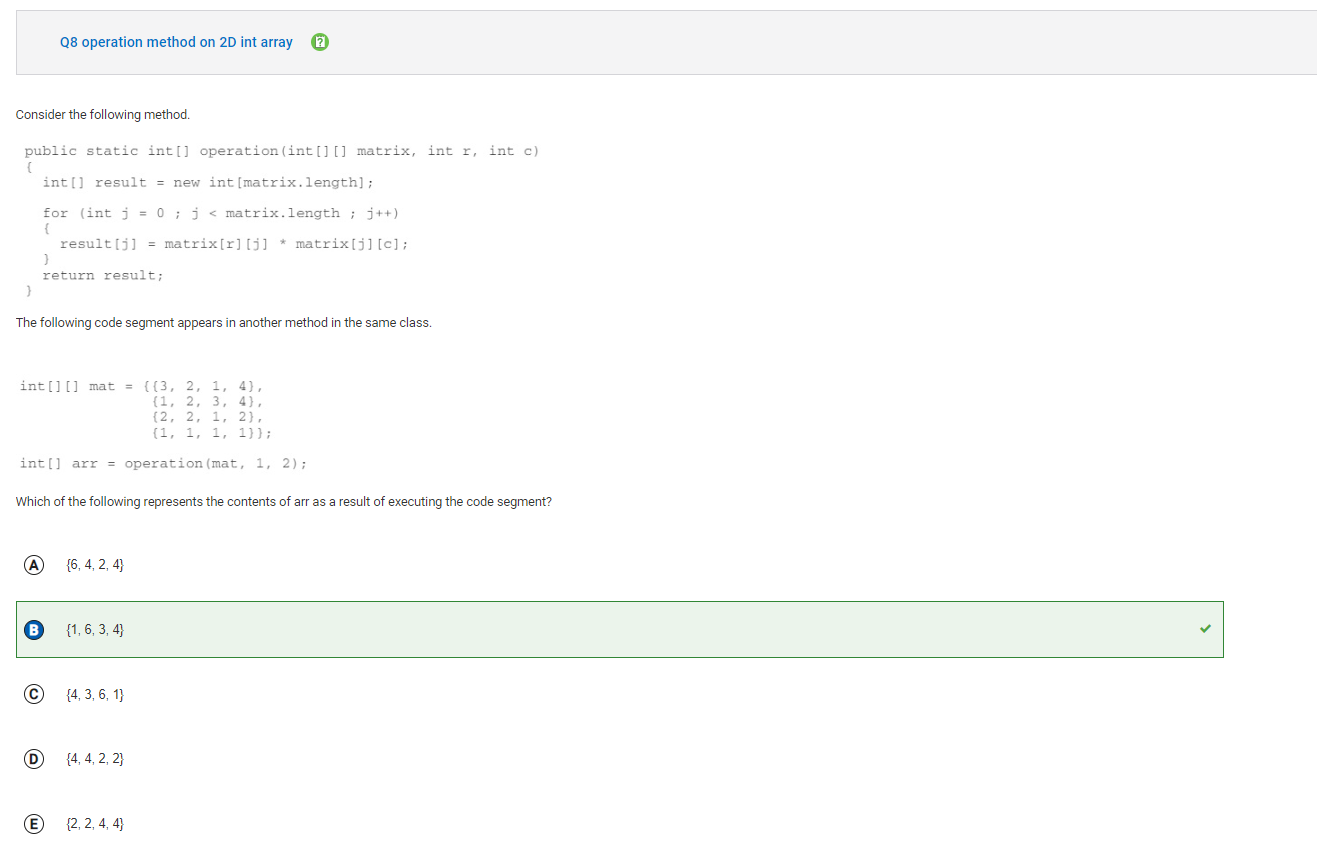 Q8 operation method on 2D int array
Consider the following method.
public static int[] operation(int[][] matrix, int r, int c)
{
int[] result = new int[matrix.length];
for (int j = 0 ; j < matrix.length ; j++)
{
result[j] = matrix[r][j] * matrix[j][c];
}
return result;
}
The following code segment appears in another method in the same class.
int[][] mat = {{3, 2, 1, 4},
{1, 2, 3, 4},
{2, 2, 1, 2},
{1, 1, 1, 1}};
int[] arr = operation(mat, 1, 2);
Which of the following represents the contents of arr as a result of executing the code segment?
A {6, 4, 2, 4}
B {1, 6, 3, 4}
C {4, 3, 6, 1}
D {4, 4, 2, 2}
E {2, 2, 4, 4}